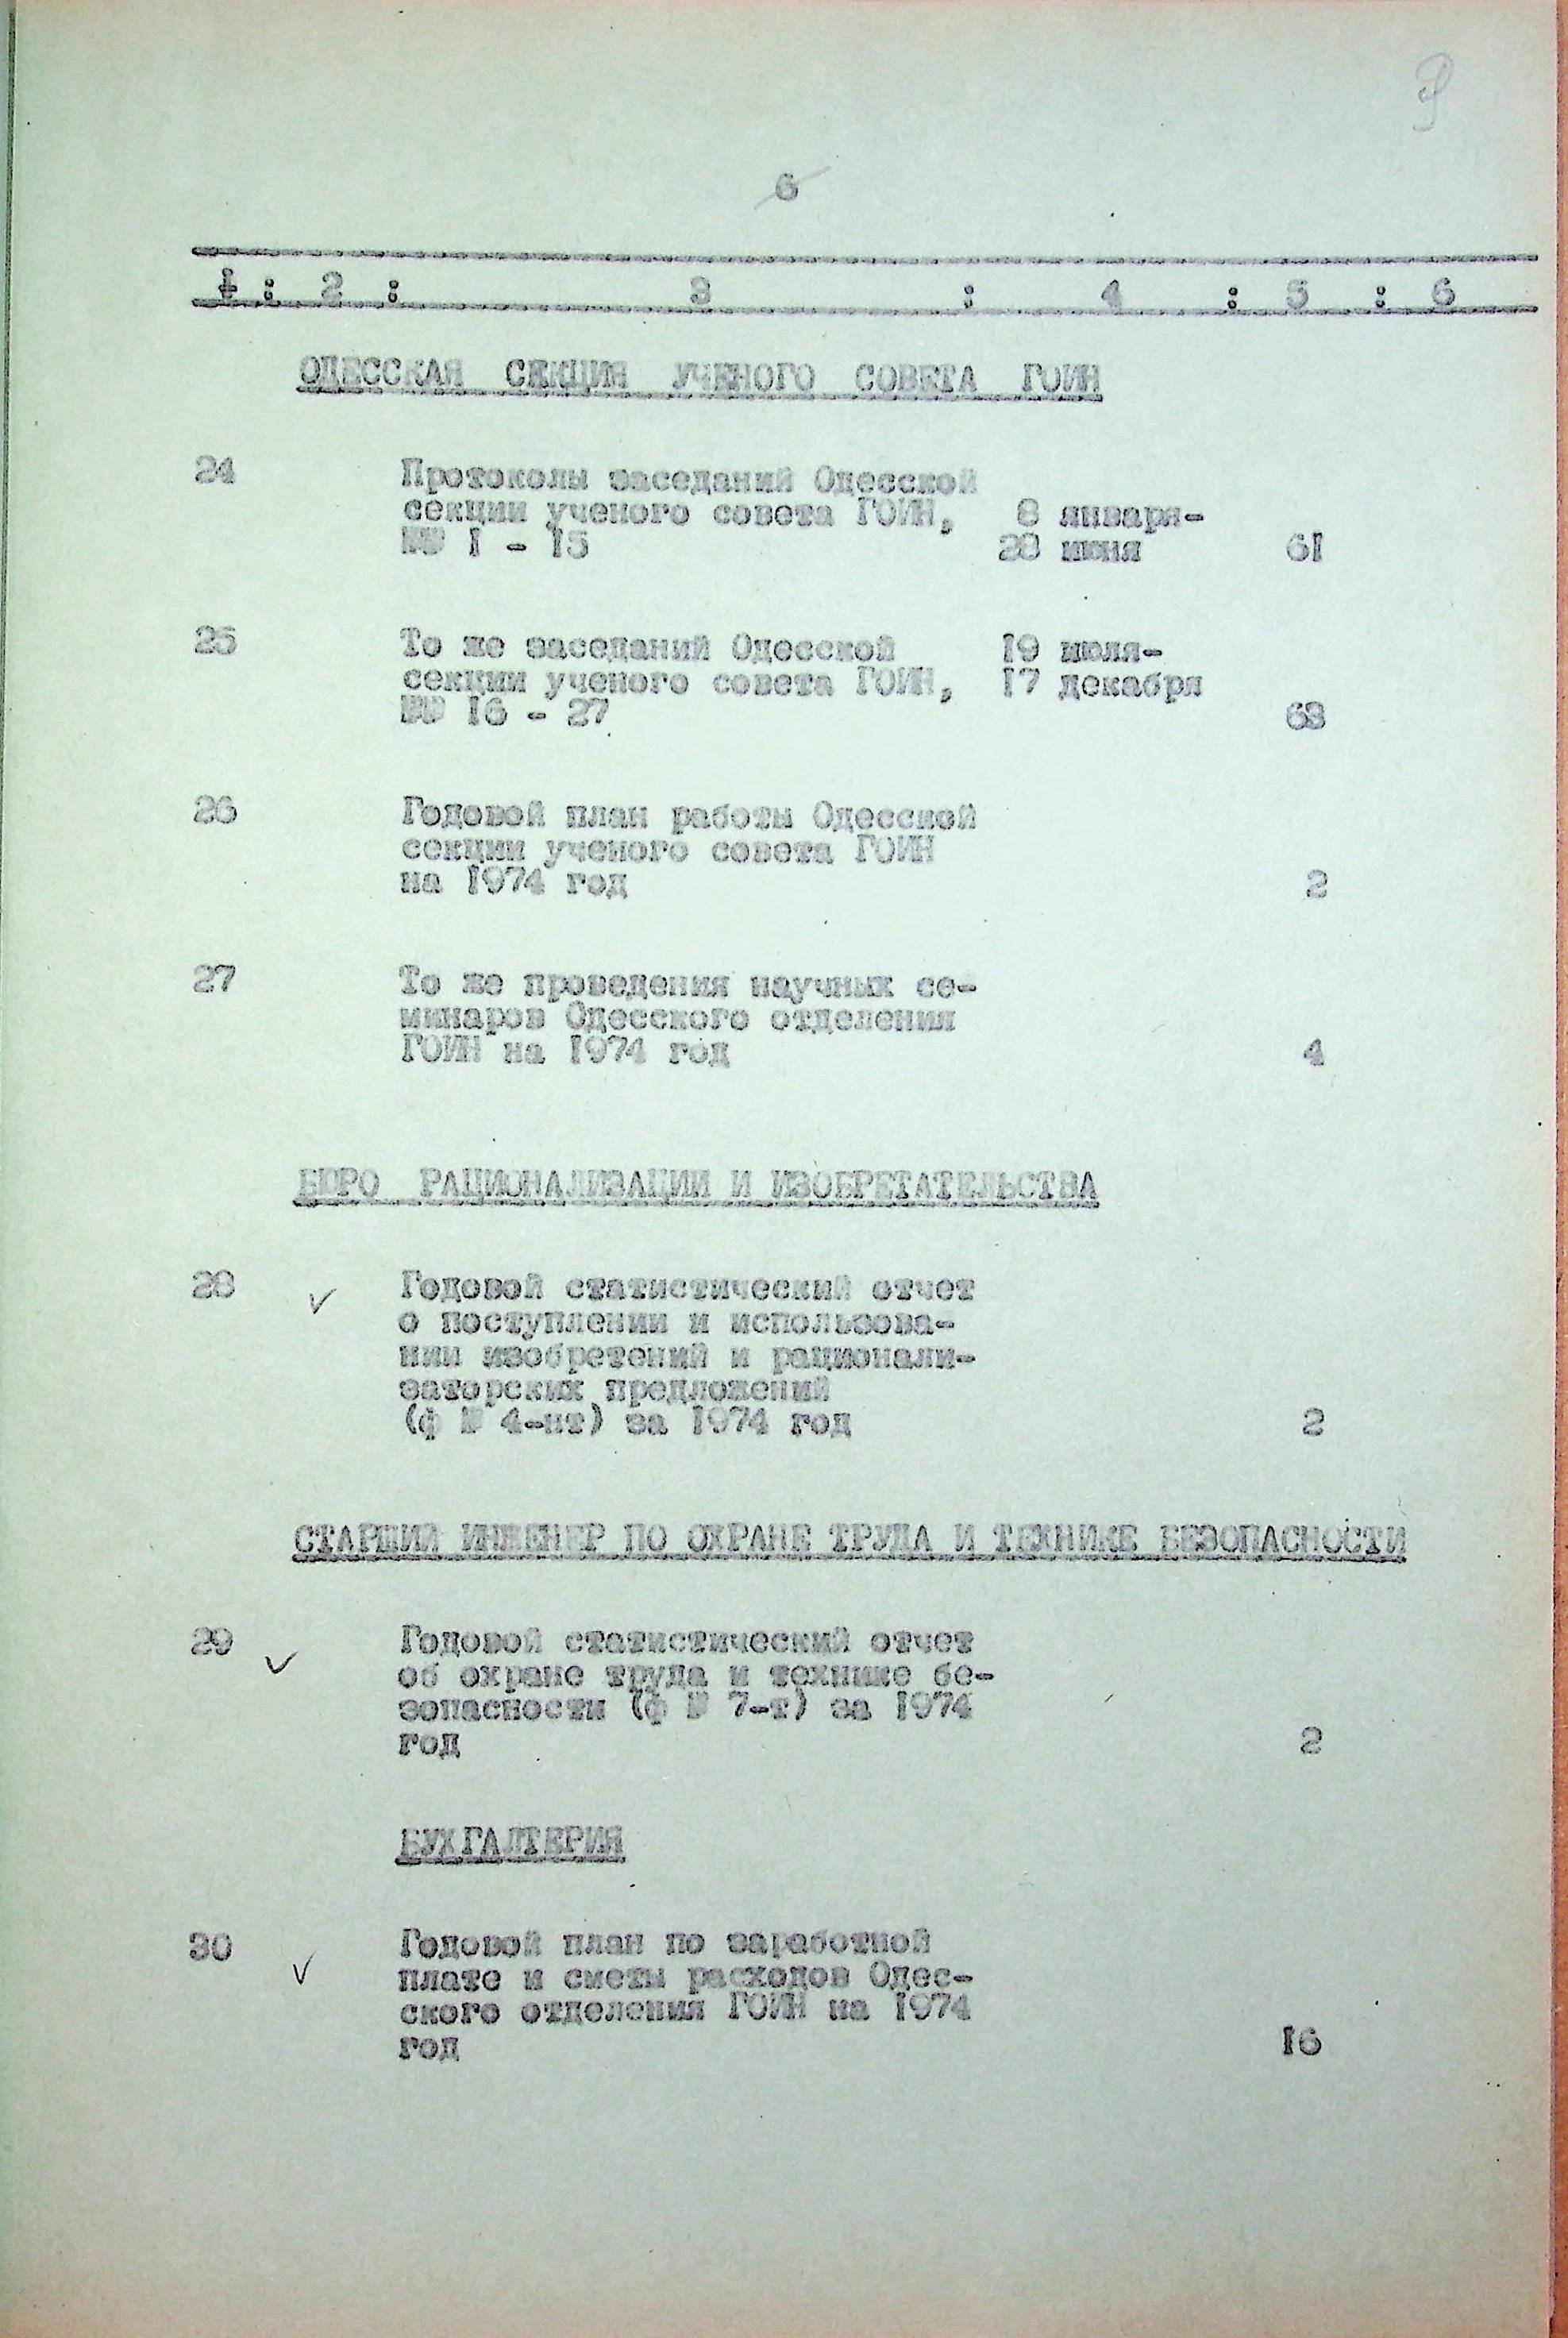 9
6
1 : 2 : 3 : 4 : 5 : 6
ОДЕССКАЯ СЕКЦИЯ УЧЕНОГО СОВЕТА ГОИН
24 Протоколы заседаний Одесской
секции ученого совета ГОИН, 8 января-
№№ 1 - 15 28 июня 61
25 То же заседаний Одесской 19 июля-
секции ученого совета ГОИН, 17 декабря
№№ 16 - 27 63
26 Годовой план работы Одесской
секции ученого совета ГОИН
на 1974 год 2
27 То же проведения научных се-
минаров Одесского отделения
ГОИН на 1974 год 4
БЮРО РАЦИОНАЛИЗАЦИИ И ИЗОБРЕТАТЕЛЬСТВА
28 Годовой статистический отчет
о поступлении и использова-
нии изобретений и рационали-
заторских предложений
(ф № 4-нт) за 1974 год 2
СТАРШИЙ ИНЖЕНЕР ПО ОХРАНЕ ТРУДА И ТЕХНИКЕ БЕЗОПАСНОСТИ
29 Годовой статистический отчет
об охране труда и технике бе-
зопасности (ф № 7-т) за 1974
год 2
БУХГАЛТЕРИЯ
30 Годовой план по заработной
плате и сметы расходов Одес-
ского отделения ГОИН на 1974
год 16